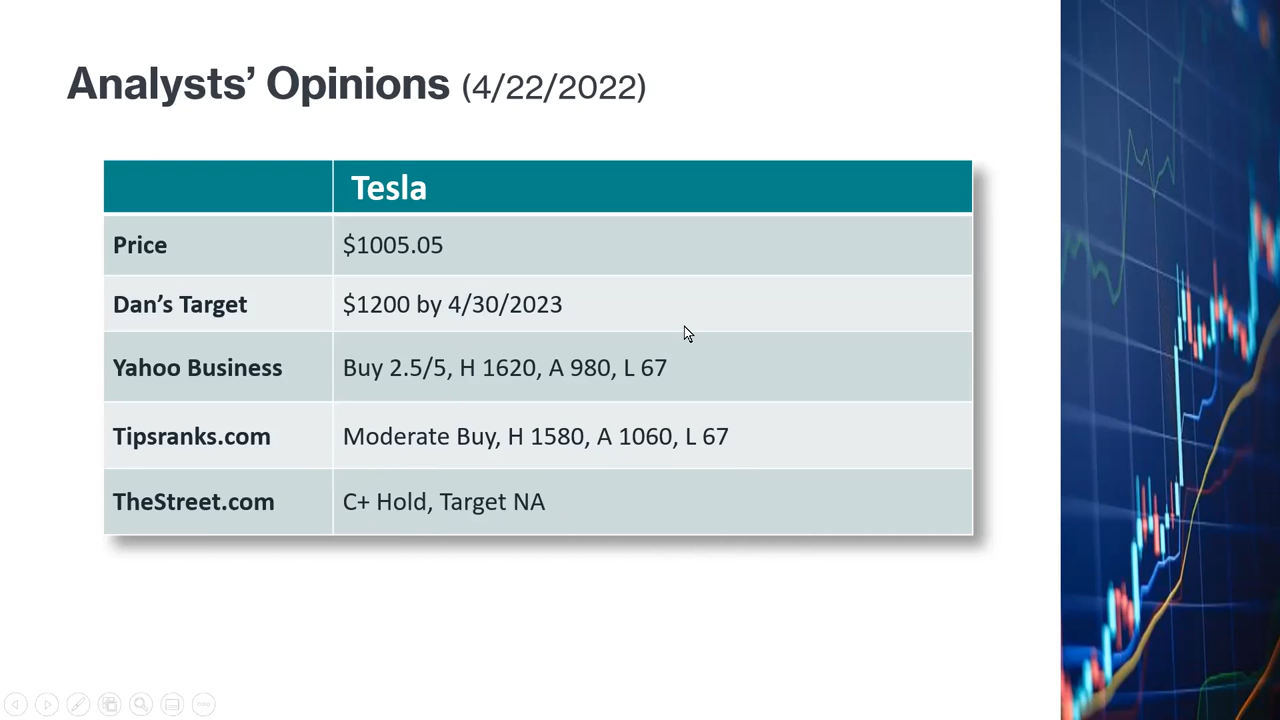 Analysts’ Opinions (4/22/2022)
Tesla
Price $1005.05
Dan’s Target $1200 by 4/30/2023
Yahoo Business Buy 2.5/5, H 1620, A 980, L 67
Tipsranks.com Moderate Buy, H 1580, A 1060, L 67
TheStreet.com C+ Hold, Target NA